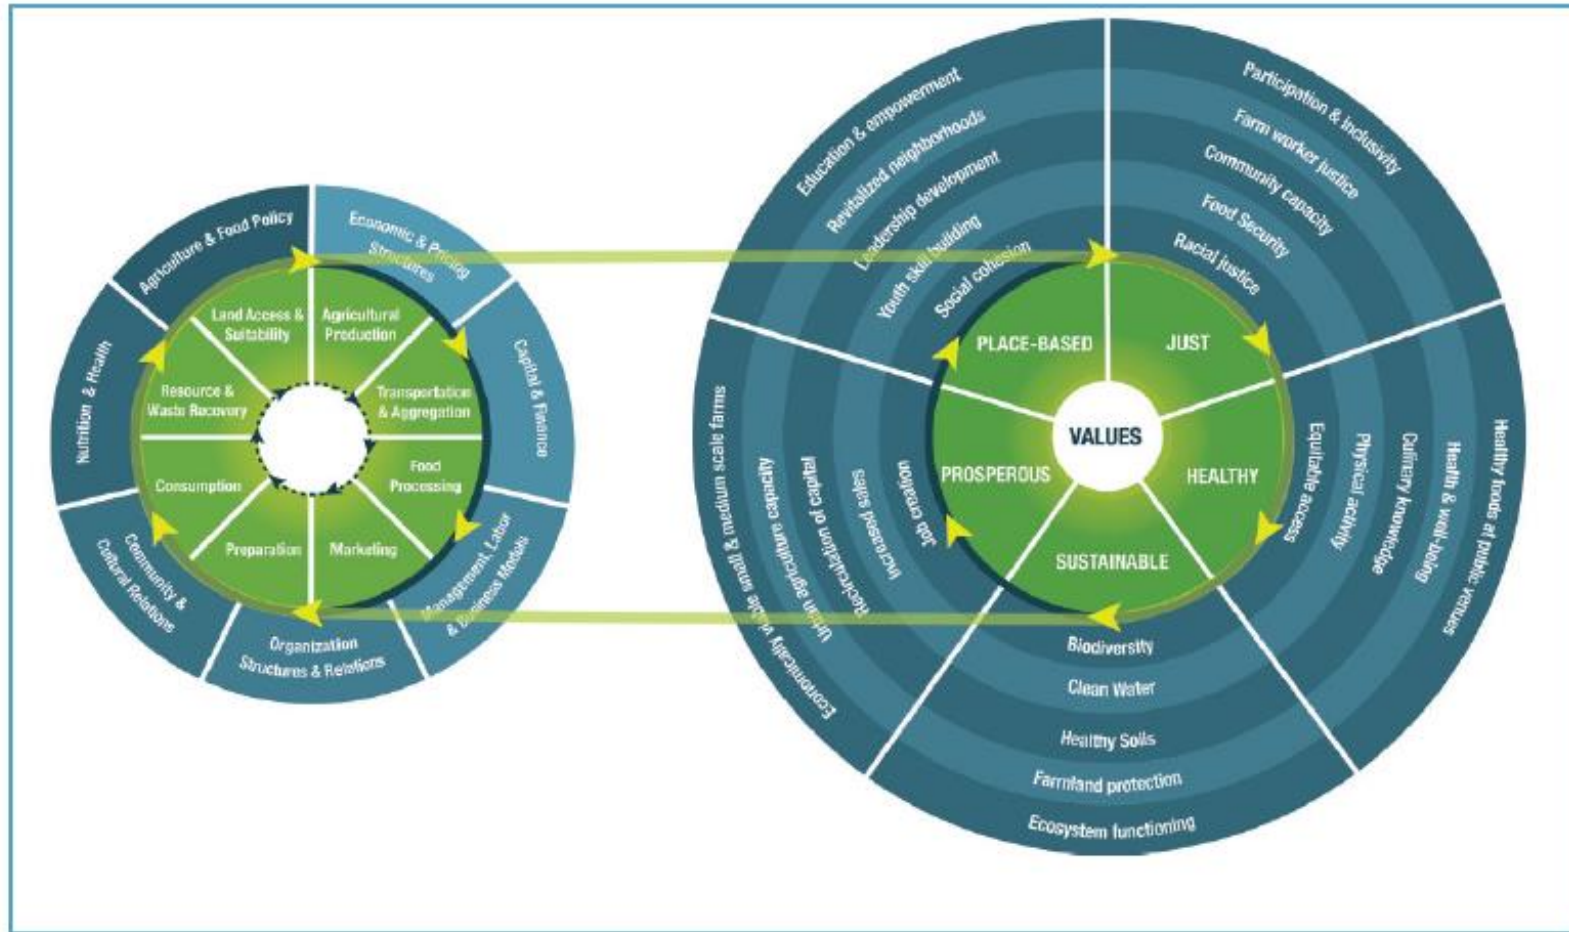 Agriculture & Food Policy
Economic & Pricing
Structures
Capital & Finance
Management, Labor
& Business Models
Organization
Structures & Relations
Community &
Cultural Relations
Nutrition & Health
Land Access &
Suitability
Agricultural
Production
Transportation
& Aggregation
Food
Processing
Marketing
Preparation
Consumption
Resource &
Waste Recovery
VALUES
PLACE-BASED
JUST
HEALTHY
SUSTAINABLE
PROSPEROUS
Education & empowerment
Revitalized neighborhoods
Leadership development
Youth skill building
Social cohesion
Participation & inclusivity
Farm worker justice
Community capacity
Food Security
Racial justice
Equitable access
Physical activity
Culinary knowledge
Health & well-being
Healthy foods at public venues
Biodiversity
Clean Water
Healthy Soils
Farmland protection
Ecosystem functioning
Job creation
Increased sales
Recirculation of capital
Urban agriculture capacity
Economically viable small & medium scale farms